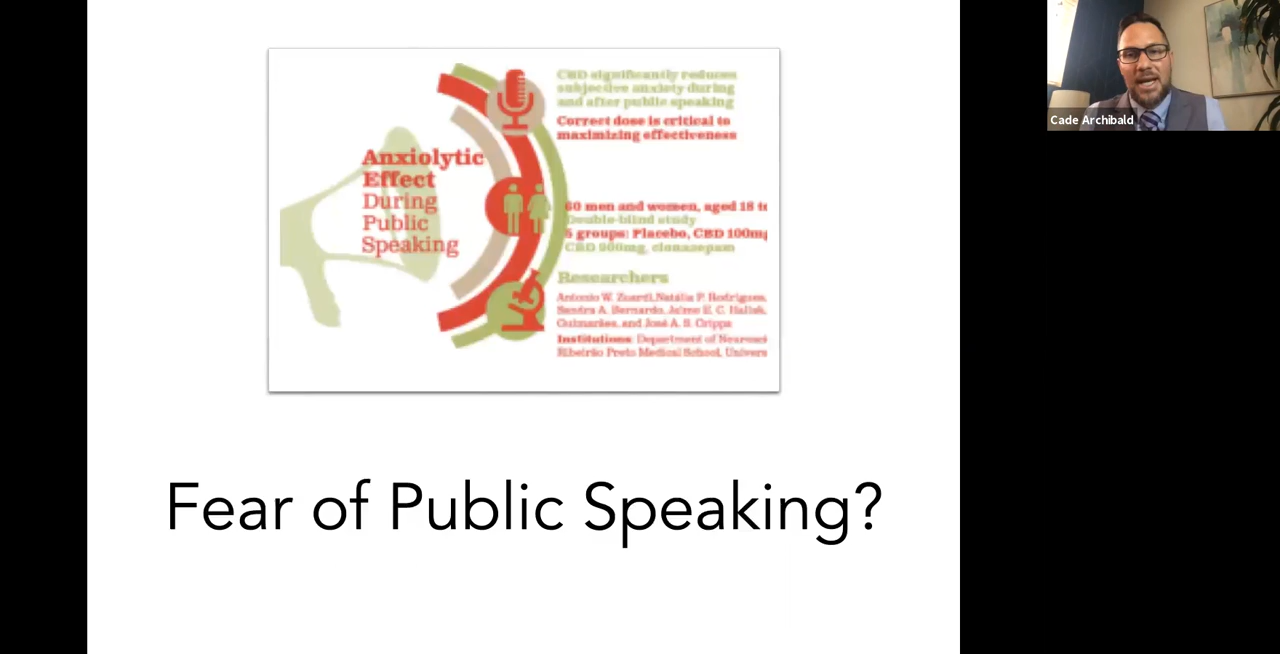 CBD significantly reduces
subjective anxiety during
and after public speaking
Correct dose is critical to
maximizing effectiveness
Anxiolytic
Effect
During
Public
Speaking
60 men and women, aged 18 t
Double-blind study
5 groups: Placebo, CBD 100mg
CBD 900mg, clonazepam
Researchers
Antonio W. Zuardi, Natália P. Rodrigues,
Sandra A. Bernardo, Jaime E. C. Hallak,
Guimarães, and José A. S. Crippa
Institutions: Department of Neurosci
Ribeirão Preto Medical School, Univers
Fear of Public Speaking?
Cade Archibald